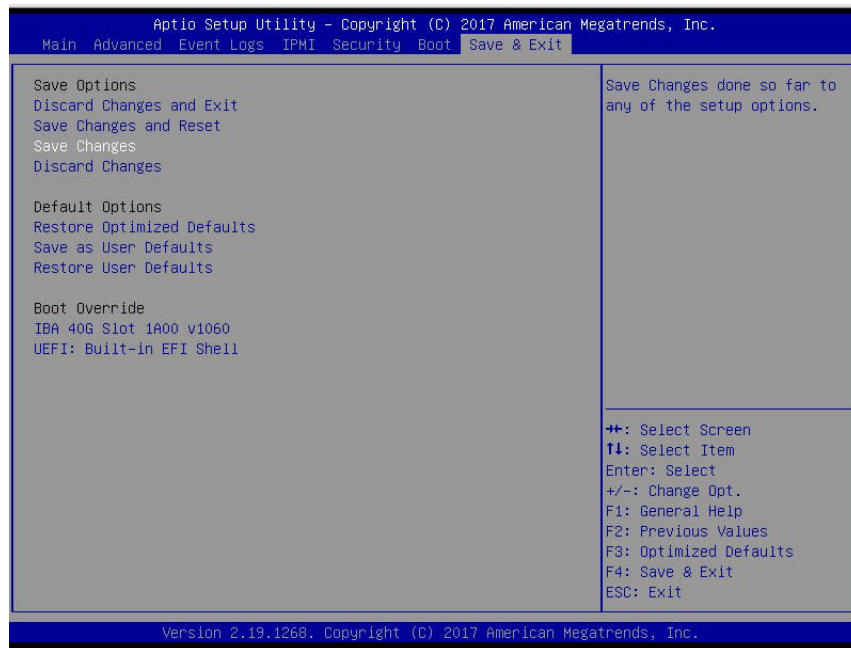 Aptio Setup Utility – Copyright (C) 2017 American Megatrends, Inc.
Main Advanced Event Logs IPMI Security Boot Save & Exit
Save Options
Discard Changes and Exit
Save Changes and Reset
Save Changes
Discard Changes
Default Options
Restore Optimized Defaults
Save as User Defaults
Restore User Defaults
Boot Override
IBA 40G Slot 1A00 v1060
UEFI: Built-in EFI Shell
Save Changes done so far to
any of the setup options.
→←: Select Screen
↑↓: Select Item
Enter: Select
+/-: Change Opt.
F1: General Help
F2: Previous Values
F3: Optimized Defaults
F4: Save & Exit
ESC: Exit
Version 2.19.1268. Copyright (C) 2017 American Megatrends, Inc.